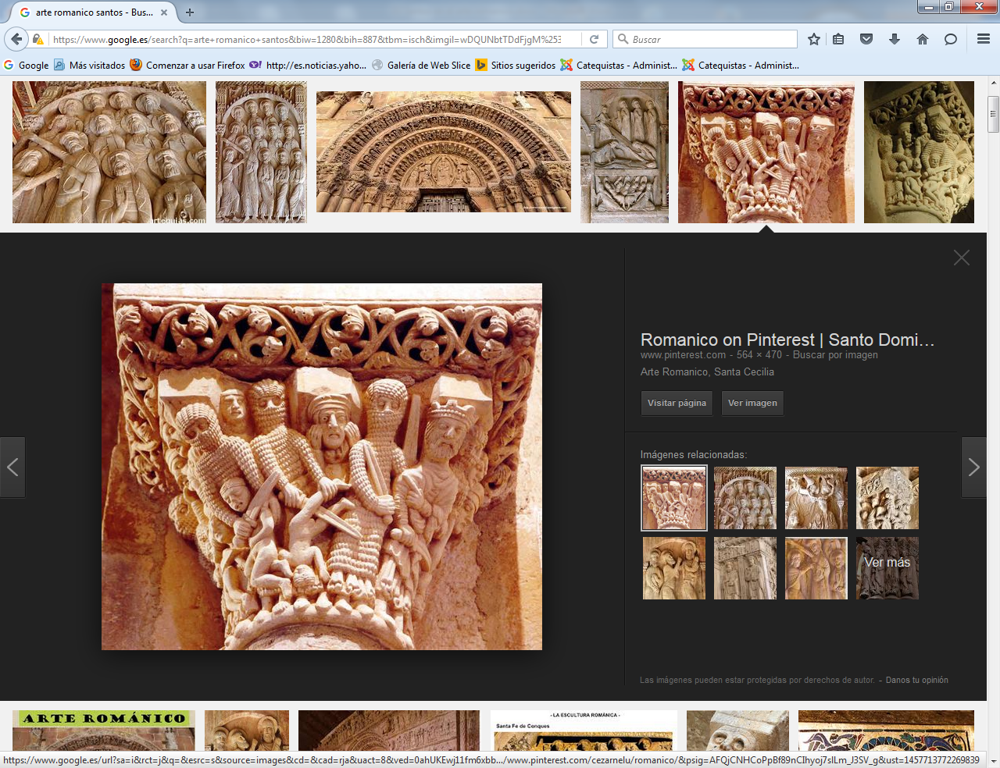 arte romanico santos - Bus...
https://www.google.es/search?q=arte+romanico+santos&biw=1280&bih=887&tbm=isch&imgil=wDQUNbtTDdFjgM%253
Buscar
Google Más visitados Comenzar a usar Firefox http://es.noticias.yaho... Galería de Web Slice Sitios sugeridos Catequistas - Administ... Catequistas - Administ...
arteguias.com
Romanico on Pinterest | Santo Domi...
www.pinterest.com - 564 × 470 - Buscar por imagen
Arte Romanico, Santa Cecilia
Visitar página Ver imagen
Imágenes relacionadas:
Ver más
Las imágenes pueden estar protegidas por derechos de autor. - Danos tu opinión
ARTE ROMÁNICO
- LA ESCULTURA ROMÁNICA -
Santa Fe de Conques
https://www.google.es/url?sa=i&rct=j&q=&esrc=s&source=images&cd=&cad=rja&uact=8&ved=0ahUKEwj11fm6xbb.../www.pinterest.com/cezarnelu/romanico/&psig=AFQjCNHCoPpBf89nCIhyoj7sILm_J3SV_g&ust=1457713772269839